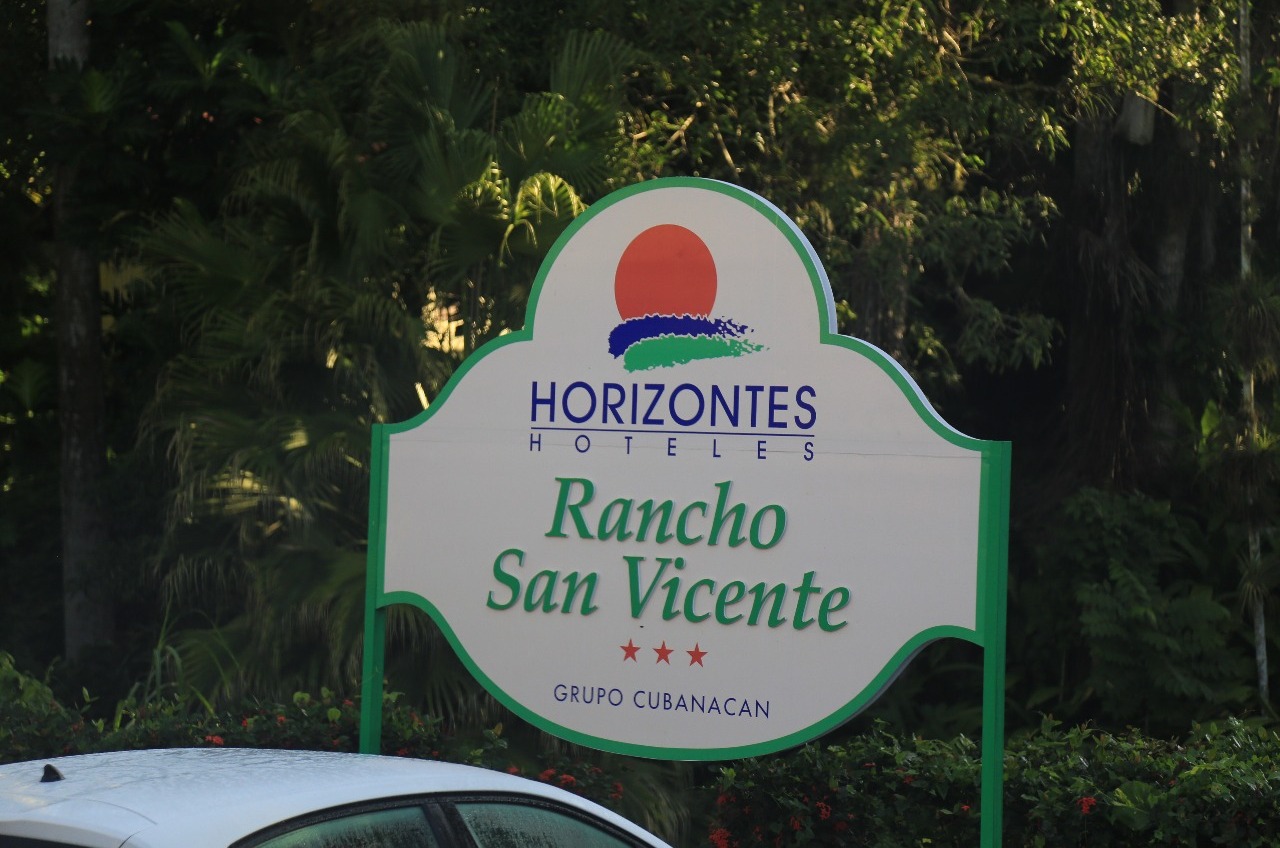 HORIZONTES
HOTELES
Rancho
San Vicente
GRUPO CUBANACAN